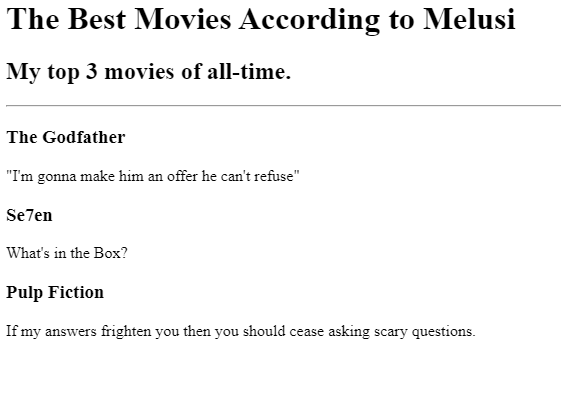 The Best Movies According to Melusi
My top 3 movies of all-time.
The Godfather
"I'm gonna make him an offer he can't refuse"
Se7en
What's in the Box?
Pulp Fiction
If my answers frighten you then you should cease asking scary questions.